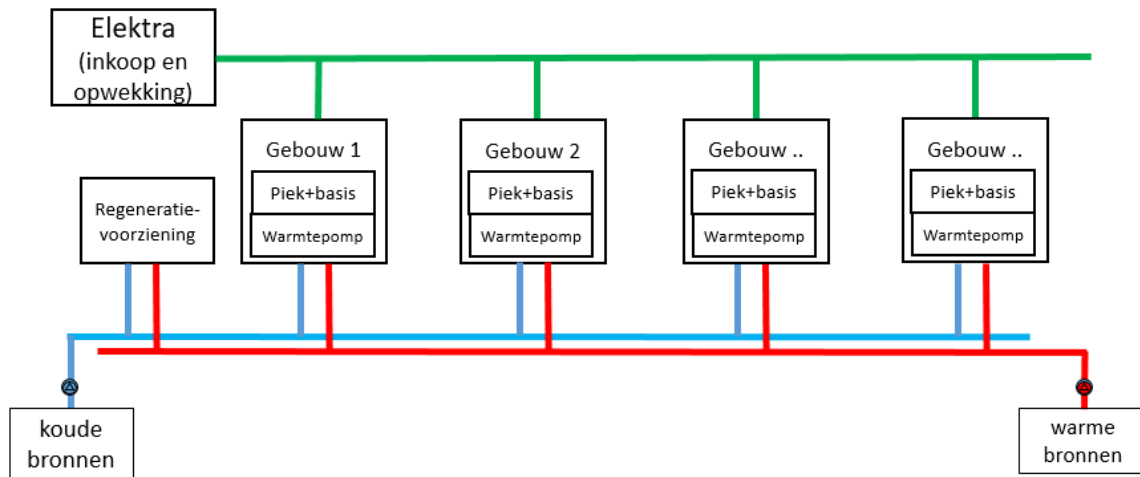 Elektra
(inkoop en
opwekking)
Gebouw 1
Piek+basis
Warmtepomp
Gebouw 2
Piek+basis
Warmtepomp
Gebouw ..
Piek+basis
Warmtepomp
Gebouw ..
Piek+basis
Warmtepomp
Regeneratie-
voorziening
koude
bronnen
warme
bronnen